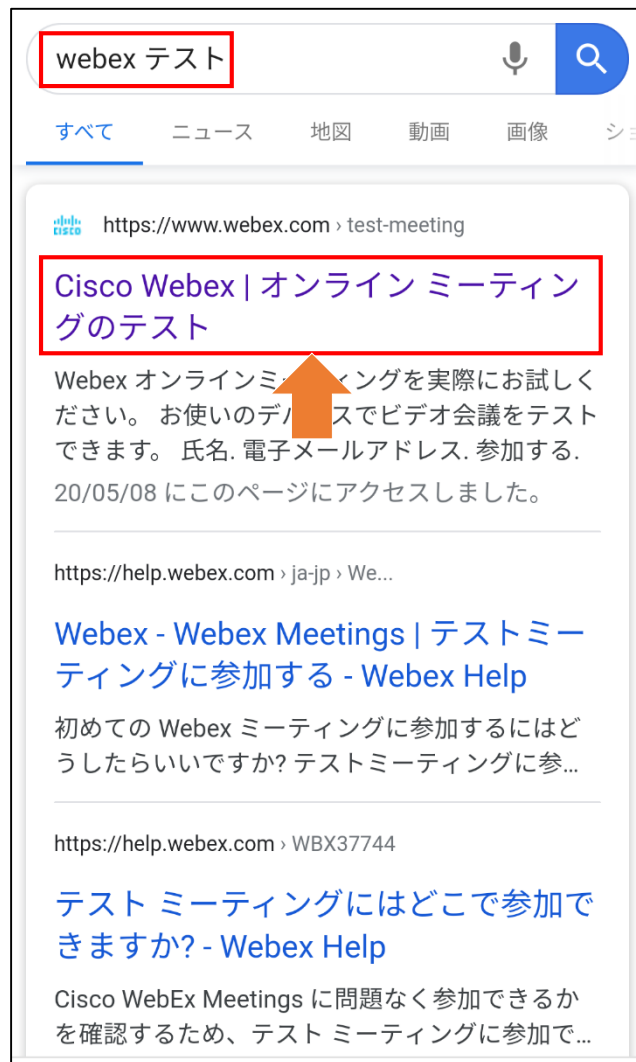 webex テスト
すべて ニュース 地図 動画 画像
CISCO https://www.webex.com › test-meeting
Cisco Webex | オンライン ミーティン
グのテスト
Webex オンラインミ ィングを実際にお試しく
ださい。 お使いのデ スでビデオ会議をテスト
できます。 氏名. 電子メールアドレス. 参加する.
20/05/08 にこのページにアクセスしました。
https://help.webex.com › ja-jp › We...
Webex - Webex Meetings | テストミー
ティングに参加する - Webex Help
初めての Webex ミーティングに参加するにはど
うしたらいいですか? テストミーティングに参...
https://help.webex.com › WBX37744
テスト ミーティングにはどこで参加で
きますか? - Webex Help
Cisco WebEx Meetings に問題なく参加できるか
を確認するため、テスト ミーティングに参加で...